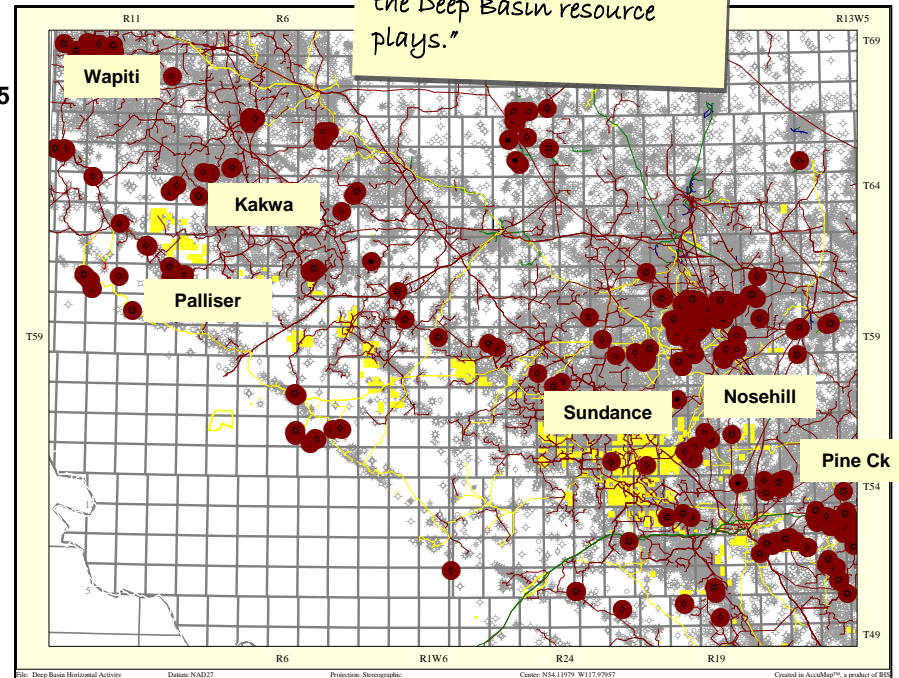 the Deep Basin resource
plays."
R11
R6
R13W5
T69
Wapiti
5
T64
Kakwa
Palliser
T59
T59
Nosehill
Sundance
Pine Ck
T54
5
T49
R6
R1W6
R24
R19
File: Deep Basin Horizontal Activity
Datum: NAD27
Projection: Stereographic
Center: N54.11979 W117.97957
Created in AccuMap™, a product of IHS